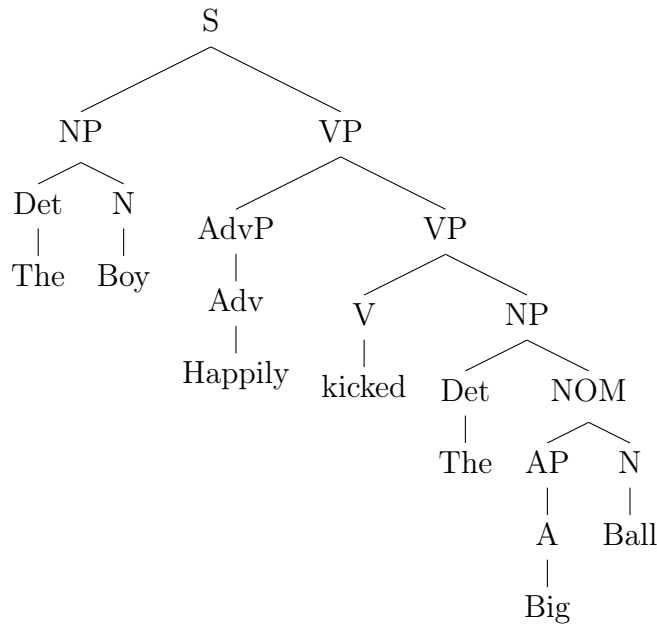 S
NP VP
Det N AdvP VP
The Boy Adv V NP
Happily kicked Det NOM
The AP N
A Ball
Big